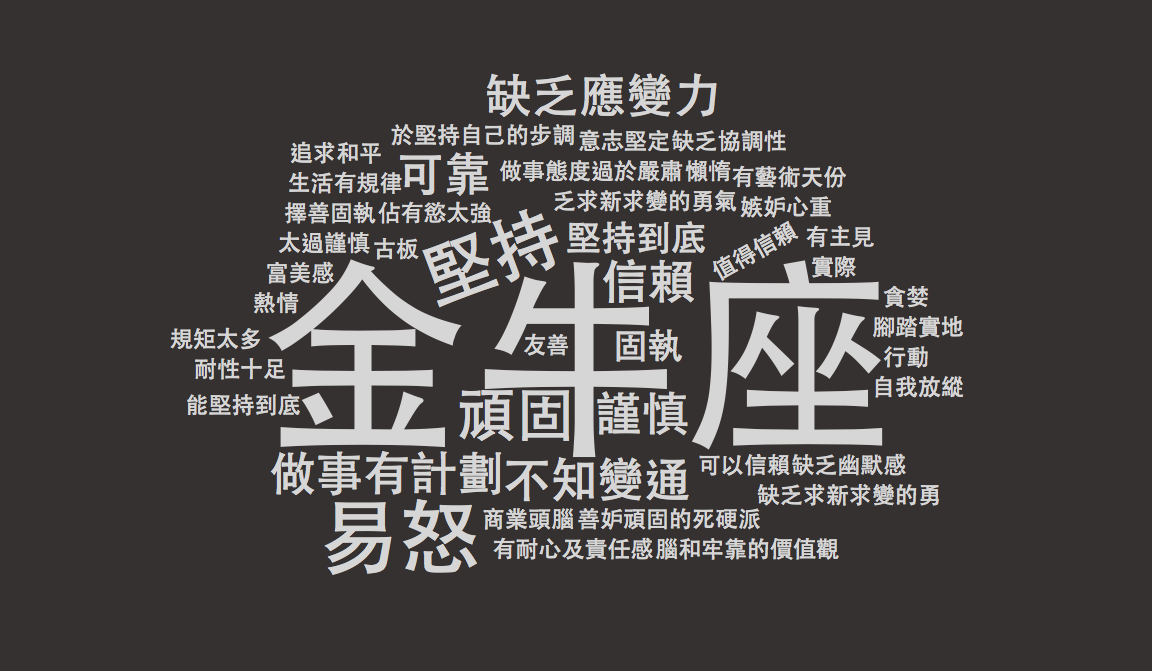 缺乏應變力
於堅持自己的步調
意志堅定
缺乏協調性
追求和平
可靠
做事態度過於嚴肅
懶惰
有藝術天份
生活有規律
乏求新求變的勇氣
嫉妒心重
擇善固執
佔有慾太強
堅持
堅持到底
值得信賴
有主見
太過謹慎
古板
信賴
實際
富美感
金牛座
熱情
貪婪
規矩太多
友善
固執
腳踏實地
耐性十足
行動
能堅持到底
頑固
謹慎
自我放縱
做事有計劃
不知變通
可以信賴
缺乏幽默感
缺乏求新求變的勇
易怒
商業頭腦
善妒
頑固的死硬派
有耐心及責任感
腦和牢靠的價值觀